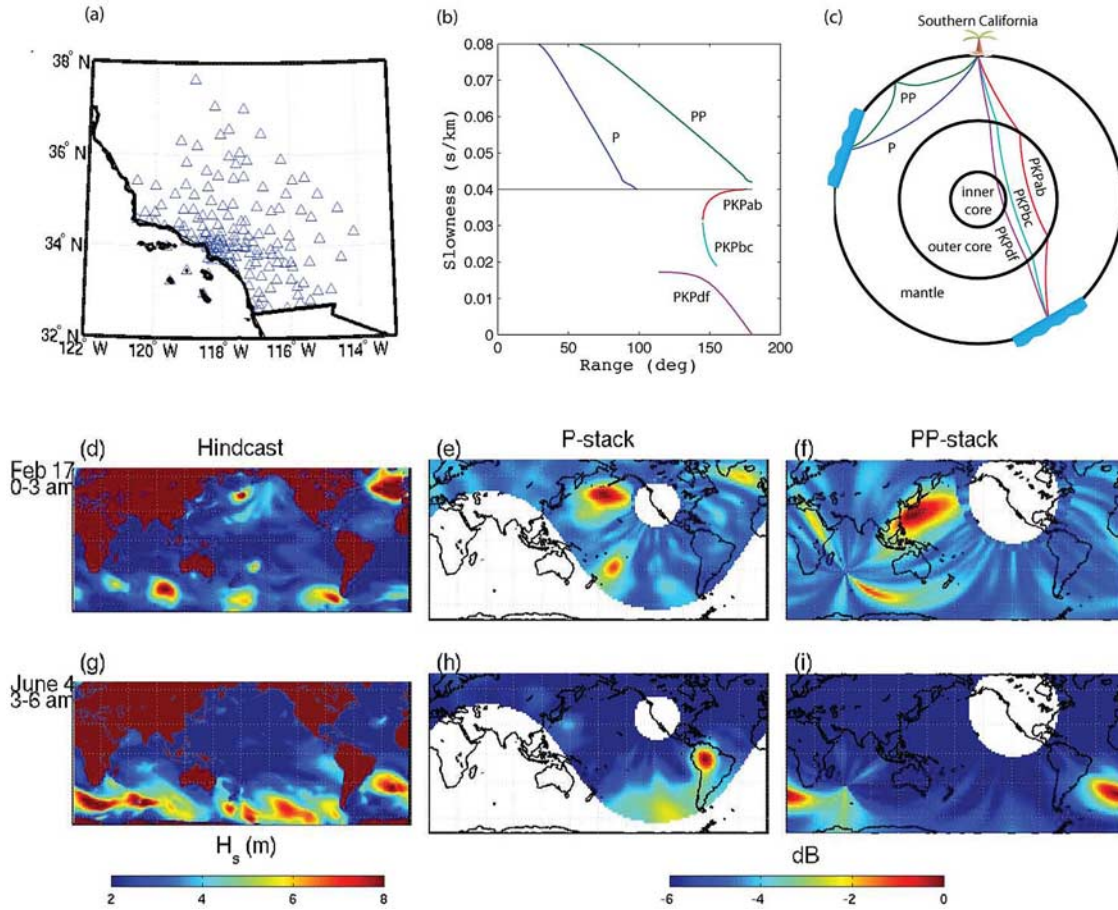 (a)
38° N
36° N
34° N
32° N
122° W 120° W 118° W 116° W 114° W
(b)
Slowness (s/km)
0.08
0.07
0.06
0.05
0.04
0.03
0.02
0.01
0
0 50 100 150 200
Range (deg)
P
PP
PKPab
PKPbc
PKPdf
(c)
Southern California
PP
P
PKPab
PKPbc
PKPdf
inner
core
outer core
mantle
(d) Hindcast
Feb 17
0-3 am
(e) P-stack
(f) PP-stack
(g)
June 4
3-6 am
(h)
(i)
H_s (m)
2 4 6 8
dB
-6 -4 -2 0